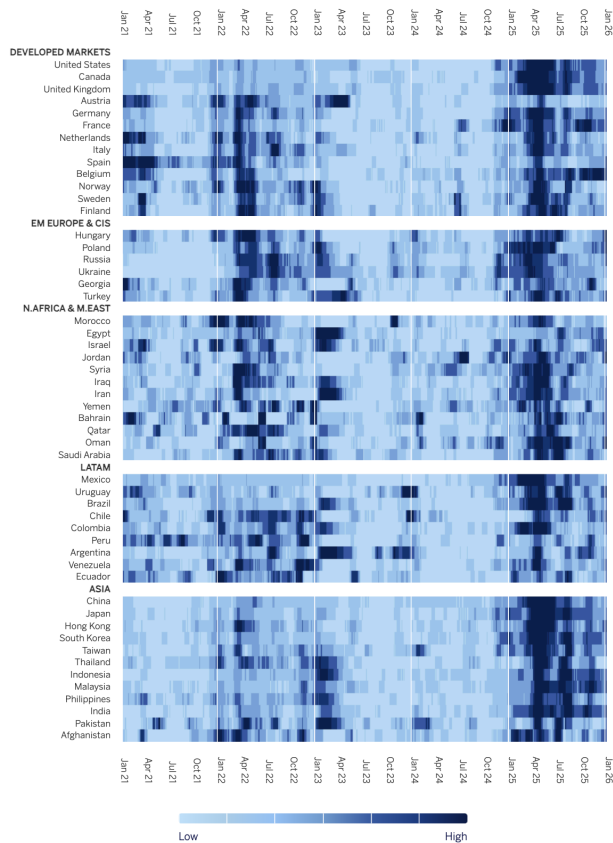 Jan 21 Apr 21 Jul 21 Oct 21 Jan 22 Apr 22 Jul 22 Oct 22 Jan 23 Apr 23 Jul 23 Oct 23 Jan 24 Apr 24 Jul 24 Oct 24 Jan 25 Apr 25 Jul 25 Oct 25 Jan 26
DEVELOPED MARKETS
United States
Canada
United Kingdom
Austria
Germany
France
Netherlands
Italy
Spain
Belgium
Norway
Sweden
Finland
EM EUROPE & CIS
Hungary
Poland
Russia
Ukraine
Georgia
Turkey
N.AFRICA & M.EAST
Morocco
Egypt
Israel
Jordan
Syria
Iraq
Iran
Yemen
Bahrain
Qatar
Oman
Saudi Arabia
LATAM
Mexico
Uruguay
Brazil
Chile
Colombia
Peru
Argentina
Venezuela
Ecuador
ASIA
China
Japan
Hong Kong
South Korea
Taiwan
Thailand
Indonesia
Malaysia
Philippines
India
Pakistan
Afghanistan
Jan 21 Apr 21 Jul 21 Oct 21 Jan 22 Apr 22 Jul 22 Oct 22 Jan 23 Apr 23 Jul 23 Oct 23 Jan 24 Apr 24 Jul 24 Oct 24 Jan 25 Apr 25 Jul 25 Oct 25 Jan 26
Low High